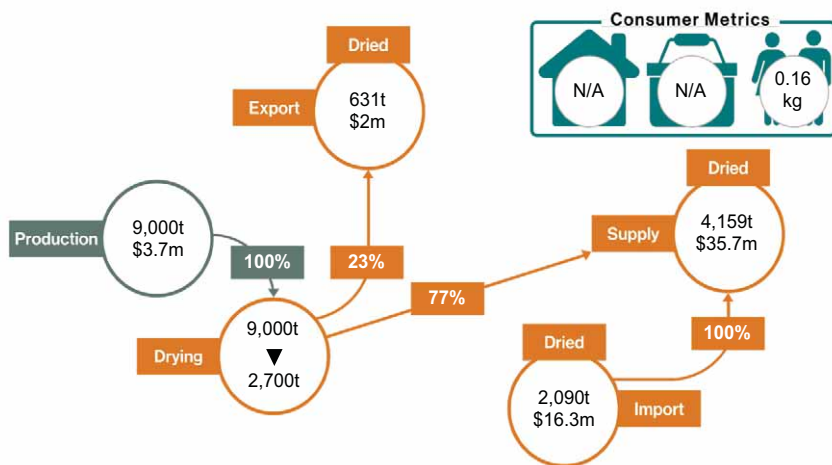 Consumer Metrics
N/A
N/A
0.16
kg
Dried
Export
631t
$2m
Dried
Supply
4,159t
$35.7m
Production
9,000t
$3.7m
100%
23%
77%
Drying
9,000t
▼
2,700t
100%
Dried
2,090t
$16.3m
Import